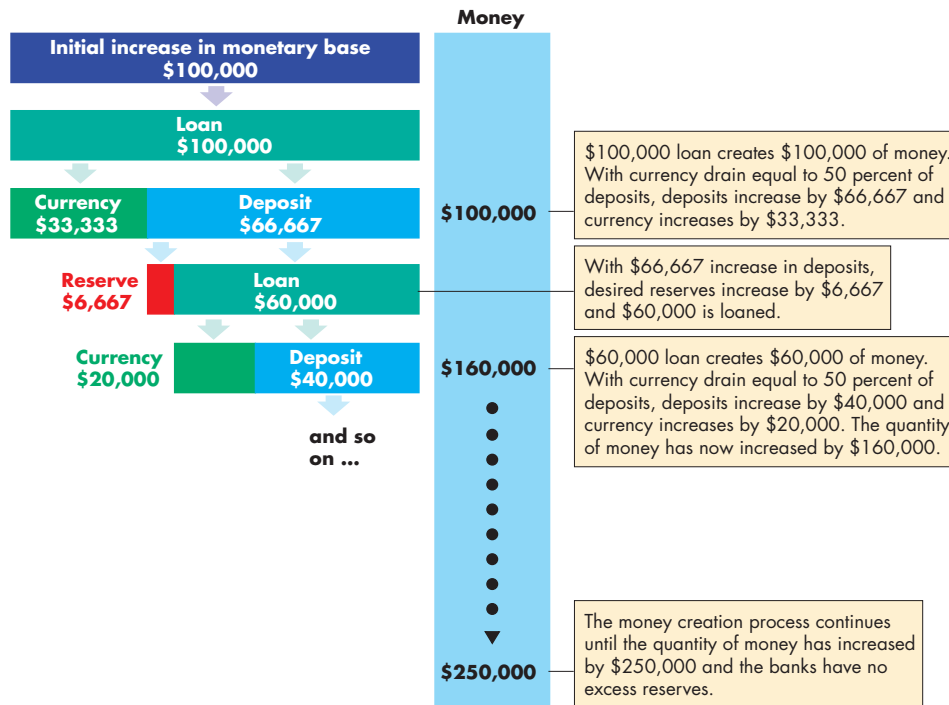 Money
Initial increase in monetary base
$100,000
Loan
$100,000
$100,000 loan creates $100,000 of money.
With currency drain equal to 50 percent of
deposits, deposits increase by $66,667 and
currency increases by $33,333.
Currency
$33,333
Deposit
$66,667
$100,000
With $66,667 increase in deposits,
desired reserves increase by $6,667
and $60,000 is loaned.
Reserve
$6,667
Loan
$60,000
Currency
$20,000
Deposit
$40,000
$160,000
$60,000 loan creates $60,000 of money.
With currency drain equal to 50 percent of
deposits, deposits increase by $40,000 and
currency increases by $20,000. The quantity
of money has now increased by $160,000.
and so
on ...
The money creation process continues
until the quantity of money has increased
by $250,000 and the banks have no
excess reserves.
$250,000